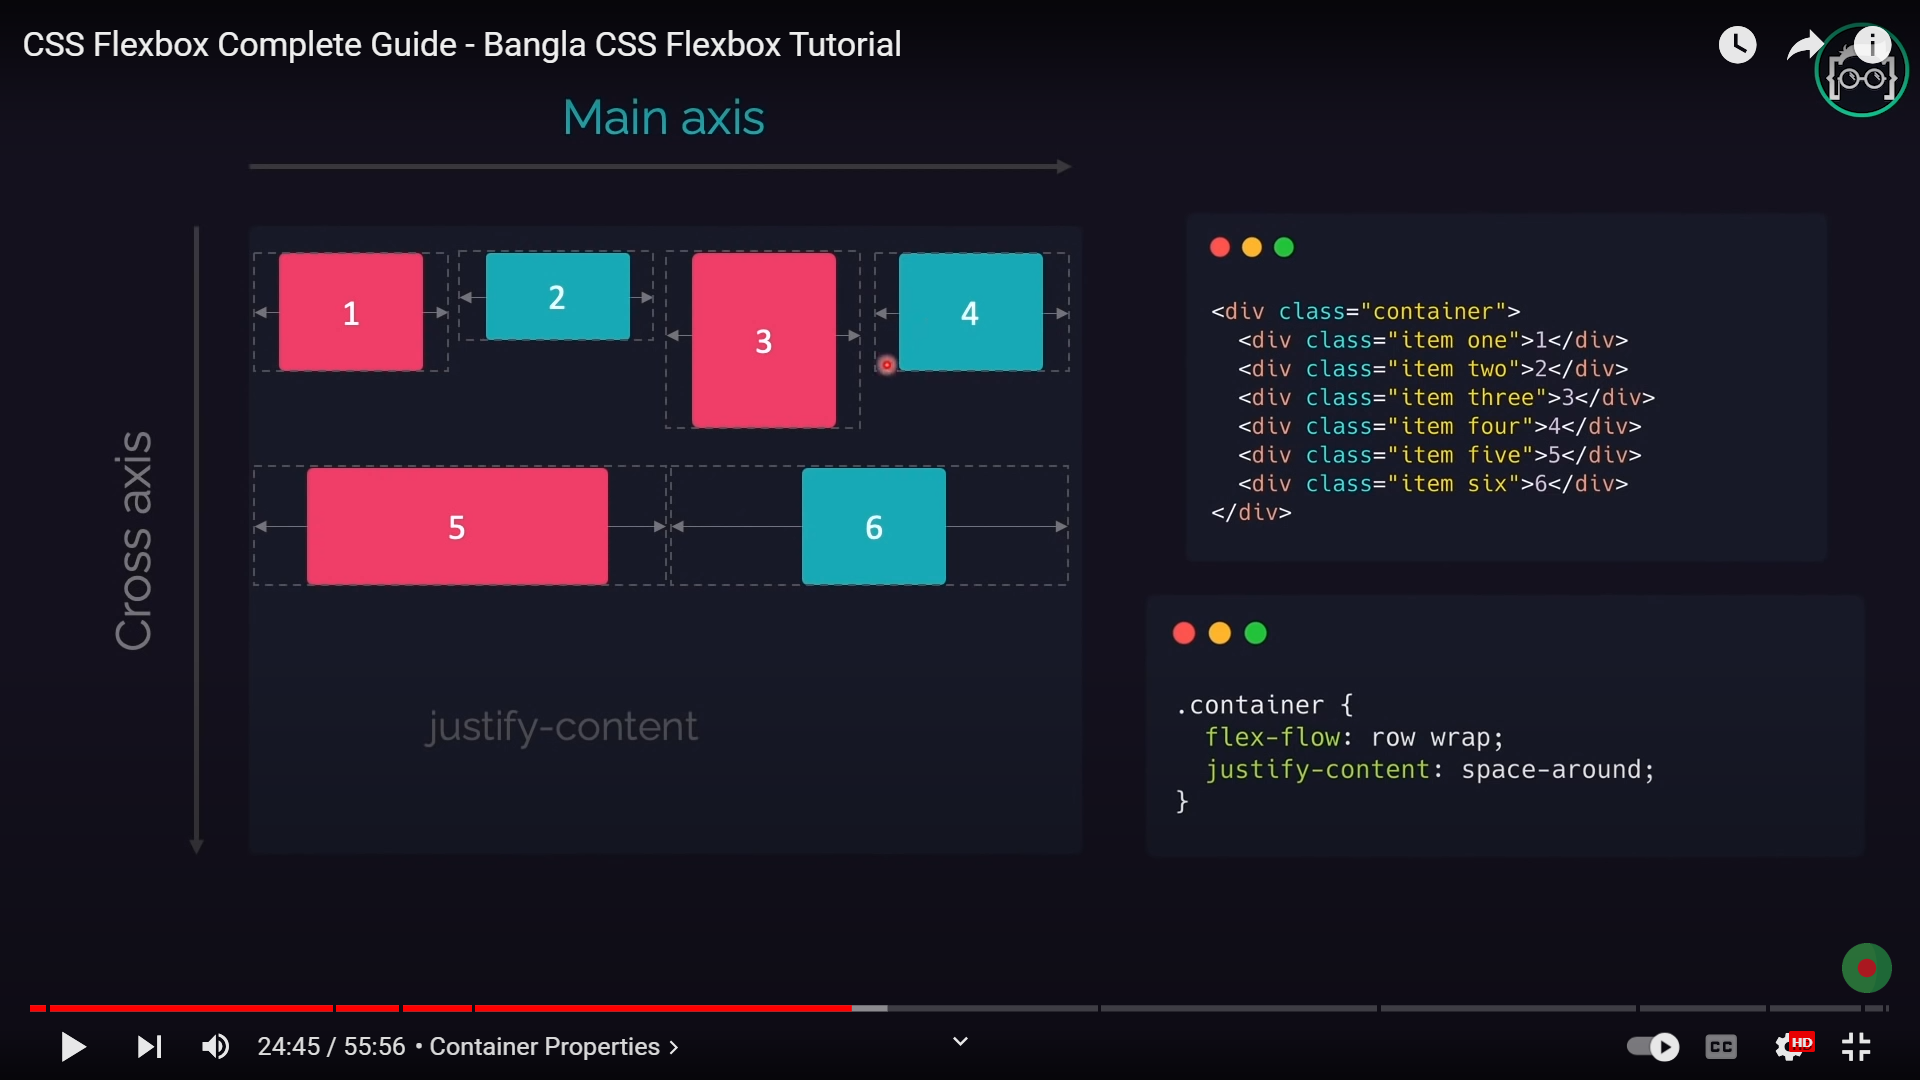 CSS Flexbox Complete Guide - Bangla CSS Flexbox Tutorial
Main axis
Cross axis
1
2
3
4
5
6
justify-content
<div class="container">
  <div class="item one">1</div>
  <div class="item two">2</div>
  <div class="item three">3</div>
  <div class="item four">4</div>
  <div class="item five">5</div>
  <div class="item six">6</div>
</div>
.container {
  flex-flow: row wrap;
  justify-content: space-around;
}
24:45 / 55:56 • Container Properties
CC
HD